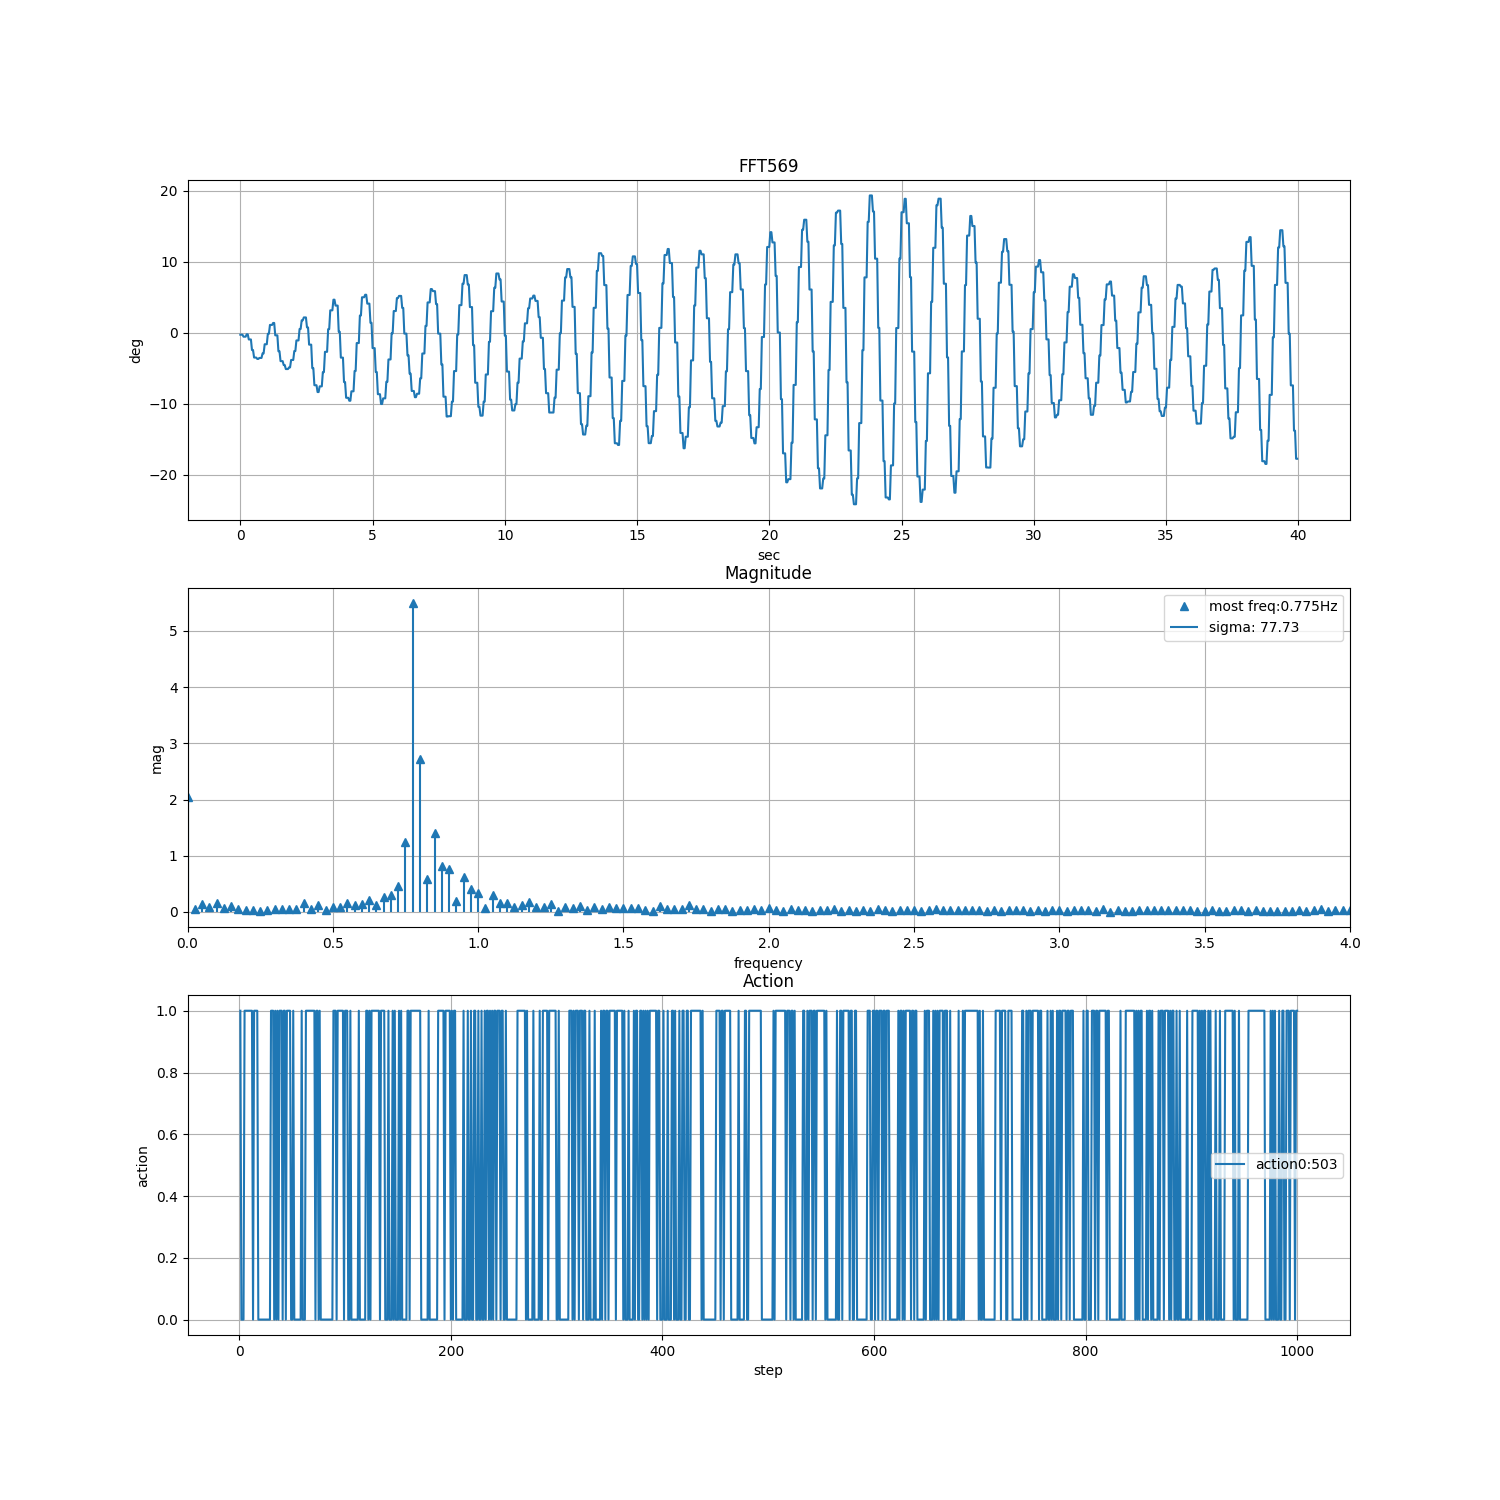 FFT569
20
10
0
−10
−20
deg
0 5 10 15 20 25 30 35 40
sec
Magnitude
most freq:0.775Hz
sigma: 77.73
5
4
3
2
1
0
mag
0.0 0.5 1.0 1.5 2.0 2.5 3.0 3.5 4.0
frequency
Action
1.0
0.8
0.6
0.4
0.2
0.0
action
action0:503
0 200 400 600 800 1000
step